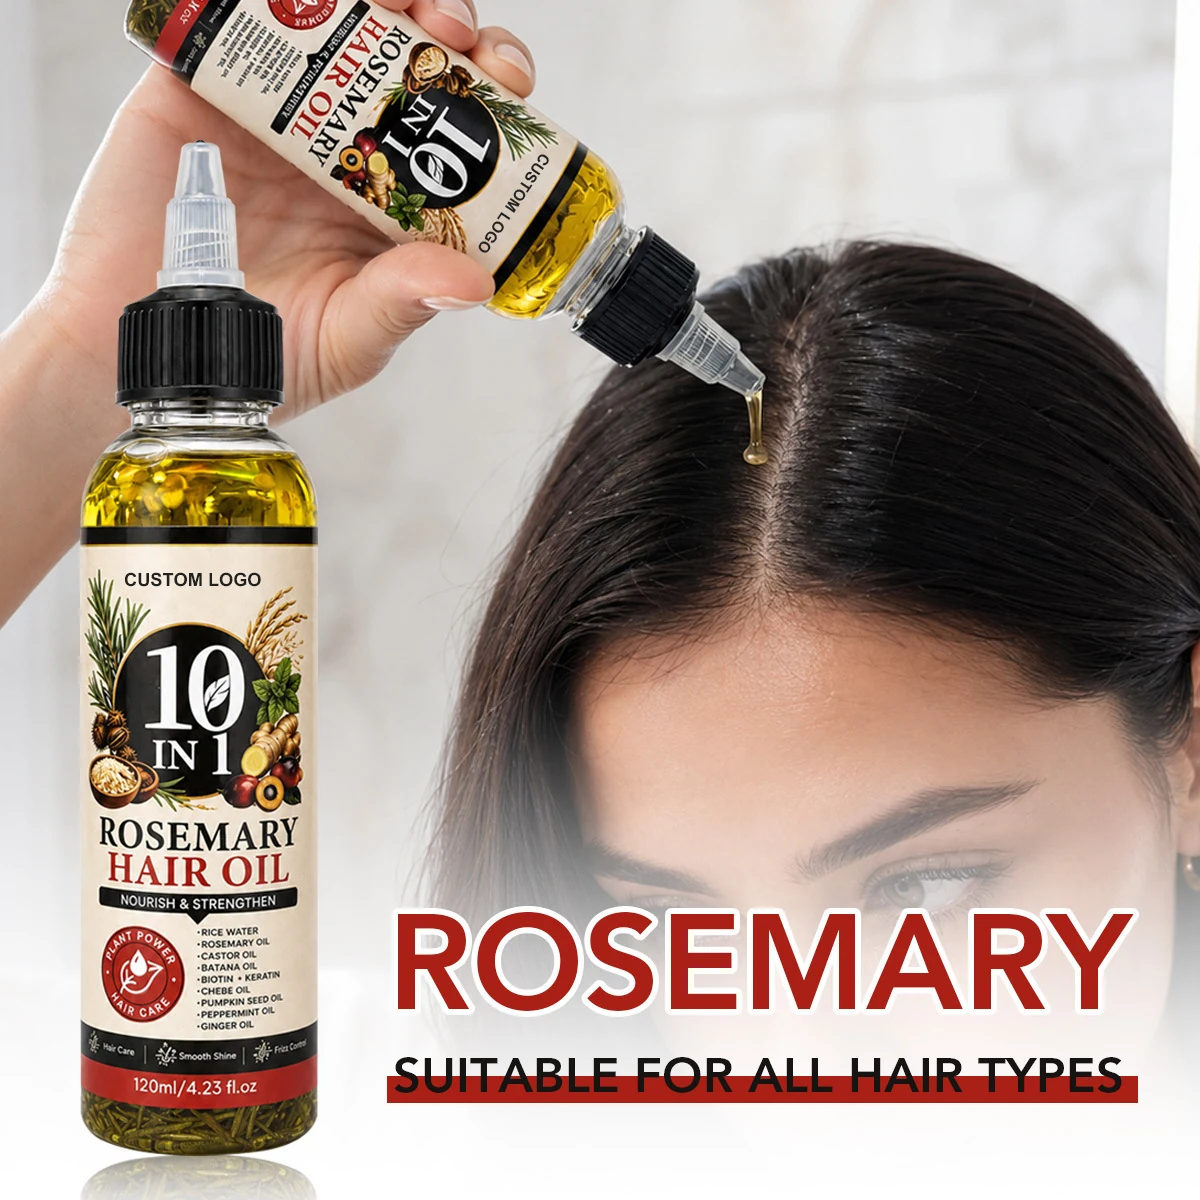 ROSEMARY
HAIR OIL
10
IN 1
CUSTOM LOGO
CUSTOM LOGO
10
IN 1
ROSEMARY
HAIR OIL
NOURISH & STRENGTHEN
PLANT POWER
HAIR CARE
•RICE WATER
•ROSEMARY OIL
•CASTOR OIL
•BATANA OIL
•BIOTIN • KERATIN
•CHEBE OIL
•PUMPKIN SEED OIL
•PEPPERMINT OIL
•GINGER OIL
Hair Care
Smooth Shine
Frizz Control
120ml/4.23 fl.oz
ROSEMARY
SUITABLE FOR ALL HAIR TYPES